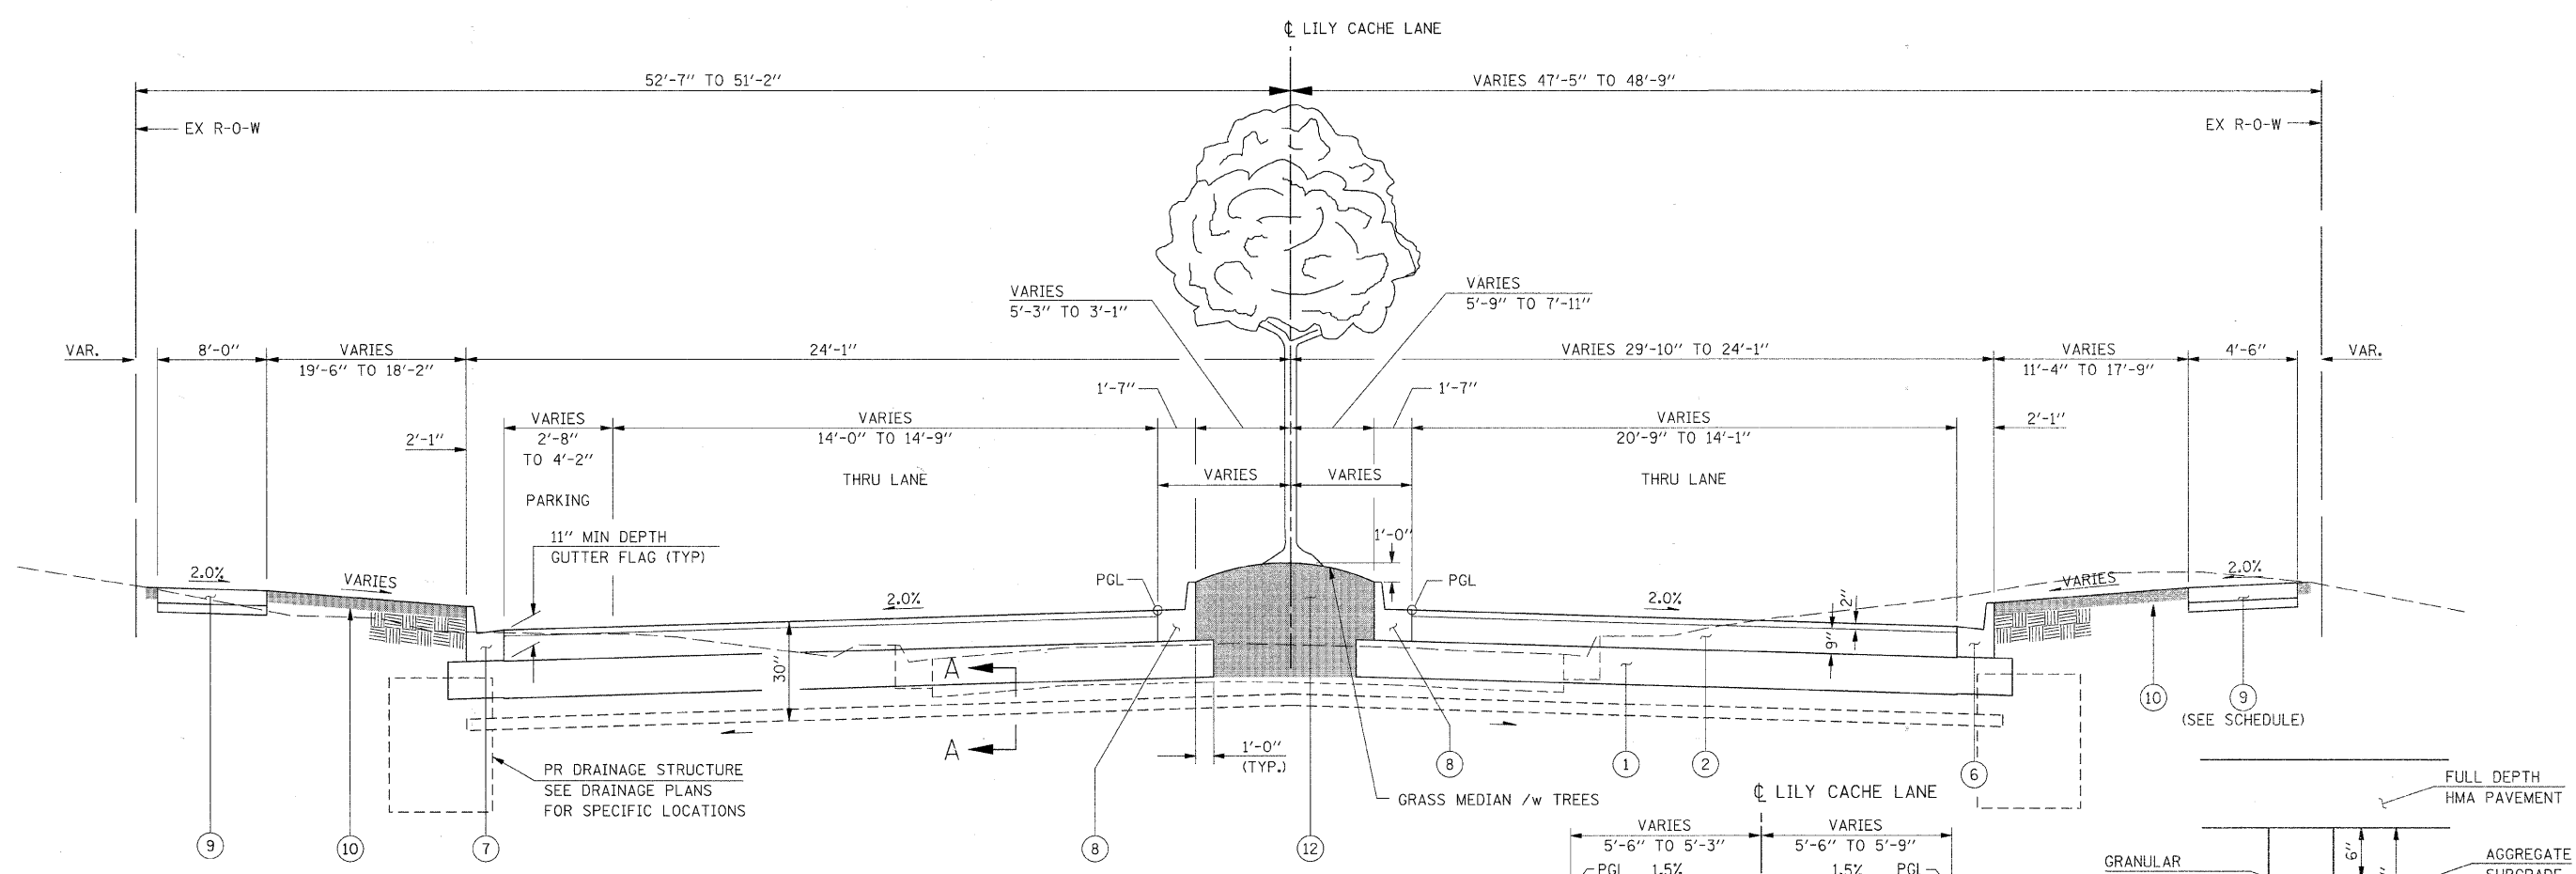 ℄ LILY CACHE LANE
52'-7" TO 51'-2"
VARIES 47'-5" TO 48'-9"
EX R-O-W
EX R-O-W
VARIES
5'-3" TO 3'-1"
VARIES
5'-9" TO 7'-11"
VAR.
8'-0"
VARIES
19'-6" TO 18'-2"
24'-1"
VARIES 29'-10" TO 24'-1"
VARIES
11'-4" TO 17'-9"
4'-6"
VAR.
1'-7"
1'-7"
2'-1"
VARIES
2'-8"
TO 4'-2"
VARIES
14'-0" TO 14'-9"
VARIES
20'-9" TO 14'-1"
2'-1"
PARKING
THRU LANE
VARIES
VARIES
THRU LANE
11" MIN DEPTH
GUTTER FLAG (TYP)
1'-0"
2.0%
VARIES
PGL
PGL
2.0%
2.0%
2"
9"
VARIES
2.0%
30"
A
A
1'-0"
(TYP.)
PR DRAINAGE STRUCTURE
SEE DRAINAGE PLANS
FOR SPECIFIC LOCATIONS
GRASS MEDIAN /w TREES
9
10
7
8
12
8
1
2
6
10
9
(SEE SCHEDULE)
℄ LILY CACHE LANE
VARIES
5'-6" TO 5'-3"
VARIES
5'-6" TO 5'-9"
PGL
1.5%
1.5%
PGL
FULL DEPTH
HMA PAVEMENT
GRANULAR
6"
AGGREGATE
SUBGRADE